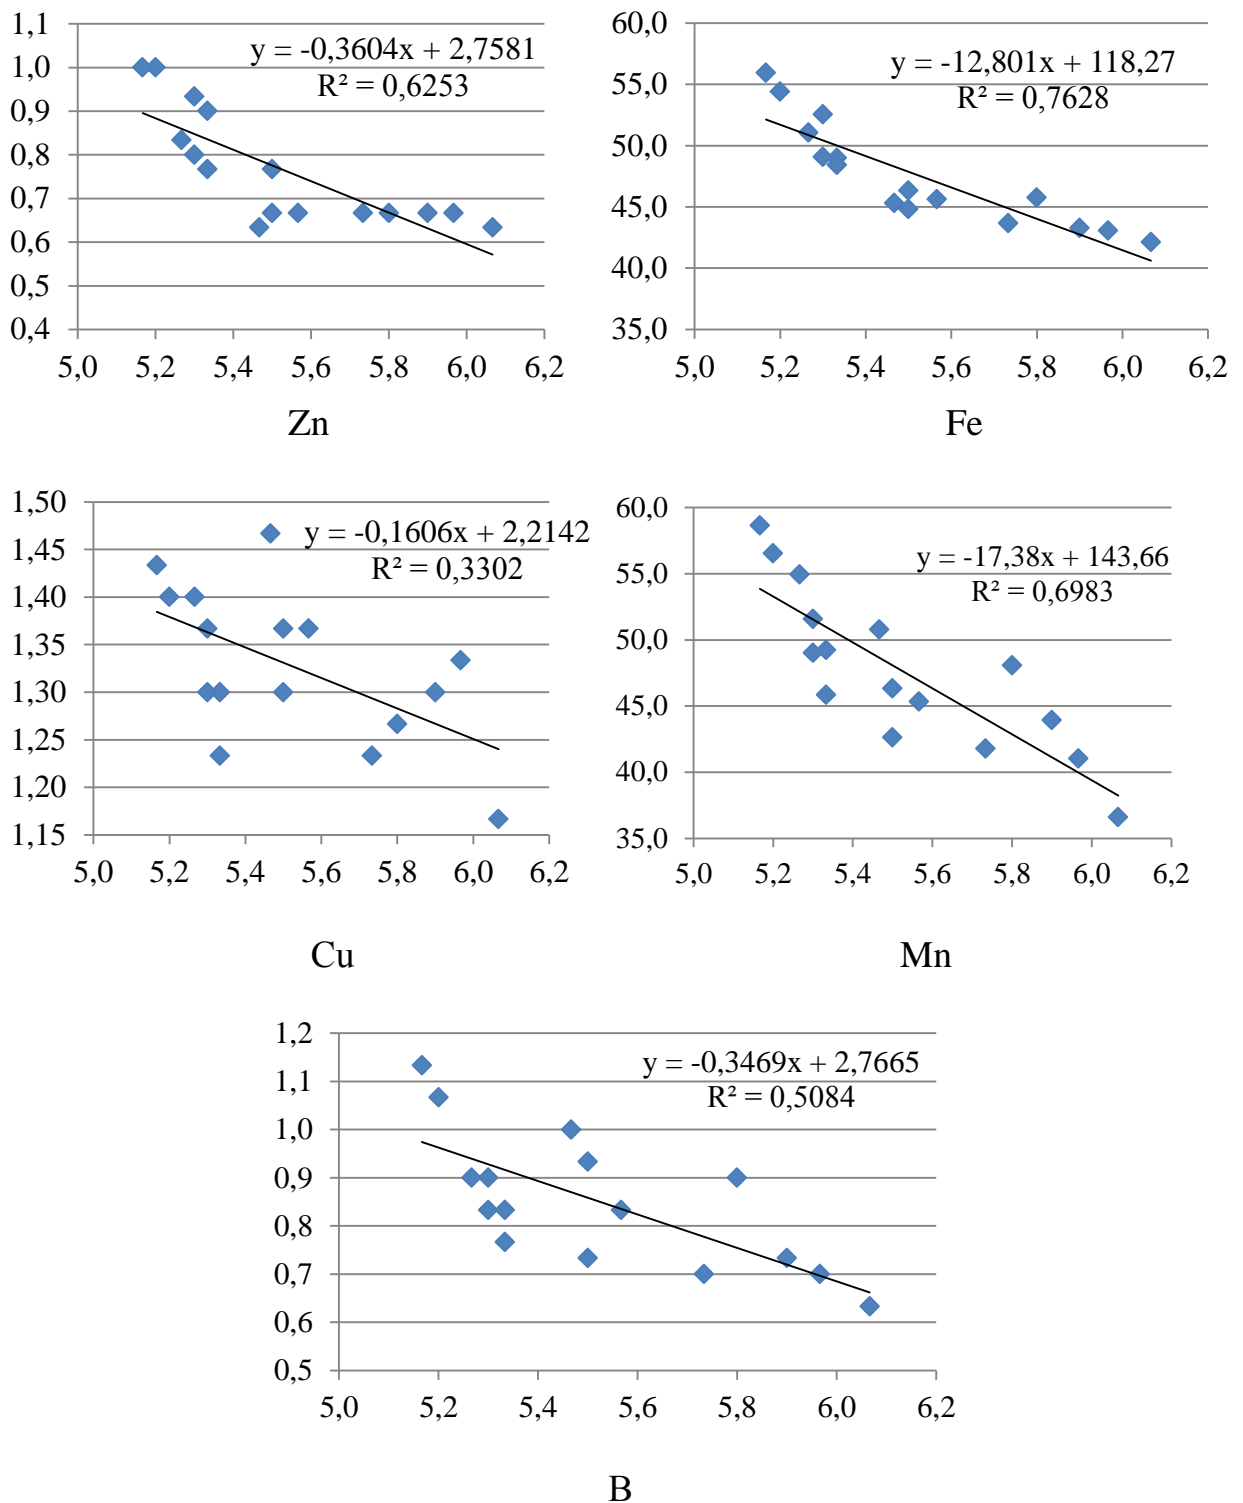 1,1
1,0
0,9
0,8
0,7
0,6
0,5
0,4
y = -0,3604x + 2,7581
R² = 0,6253
5,0 5,2 5,4 5,6 5,8 6,0 6,2
Zn
60,0
55,0
50,0
45,0
40,0
35,0
y = -12,801x + 118,27
R² = 0,7628
5,0 5,2 5,4 5,6 5,8 6,0 6,2
Fe
1,50
1,45
1,40
1,35
1,30
1,25
1,20
1,15
y = -0,1606x + 2,2142
R² = 0,3302
5,0 5,2 5,4 5,6 5,8 6,0 6,2
Cu
60,0
55,0
50,0
45,0
40,0
35,0
y = -17,38x + 143,66
R² = 0,6983
5,0 5,2 5,4 5,6 5,8 6,0 6,2
Mn
1,2
1,1
1,0
0,9
0,8
0,7
0,6
0,5
y = -0,3469x + 2,7665
R² = 0,5084
5,0 5,2 5,4 5,6 5,8 6,0 6,2
B